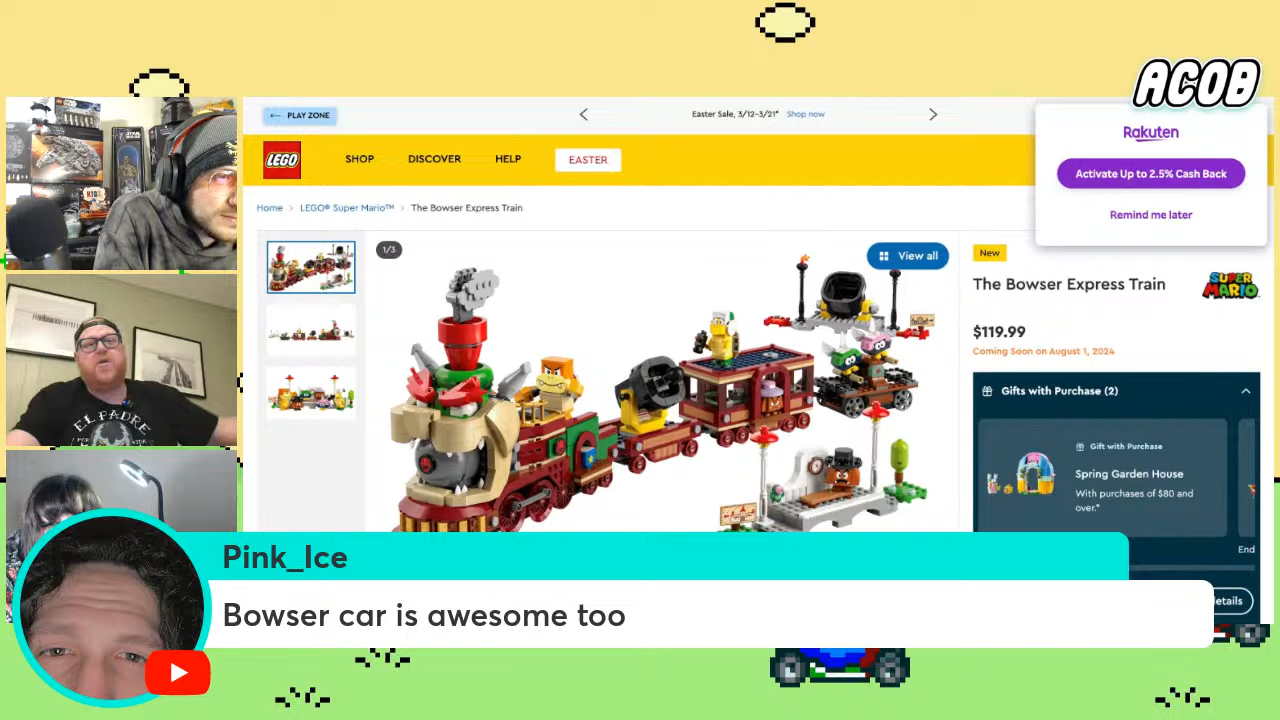 ACOB
← PLAY ZONE
Easter Sale, 3/12-3/21* Shop now
Rakuten
Activate Up to 2.5% Cash Back
Remind me later
LEGO
SHOP
DISCOVER
HELP
EASTER
Home > LEGO® Super Mario™ > The Bowser Express Train
1/3
View all
New
The Bowser Express Train
SUPER
MARIO
$119.99
Coming Soon on August 1, 2024
Gifts with Purchase (2)
Gift with Purchase
Spring Garden House
With purchases of $80 and
over.*
End
etails
EL PADRE
Pink_Ice
Bowser car is awesome too